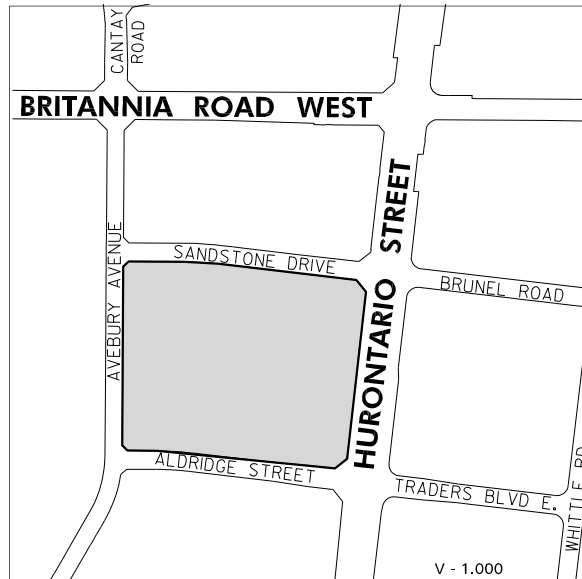 CANTAY
ROAD
BRITANNIA ROAD WEST
HURONTARIO STREET
AVEBURY AVENUE
SANDSTONE DRIVE
BRUNEL ROAD
ALDRIDGE STREET
TRADERS BLVD E.
WHITTLE RD
V - 1.000